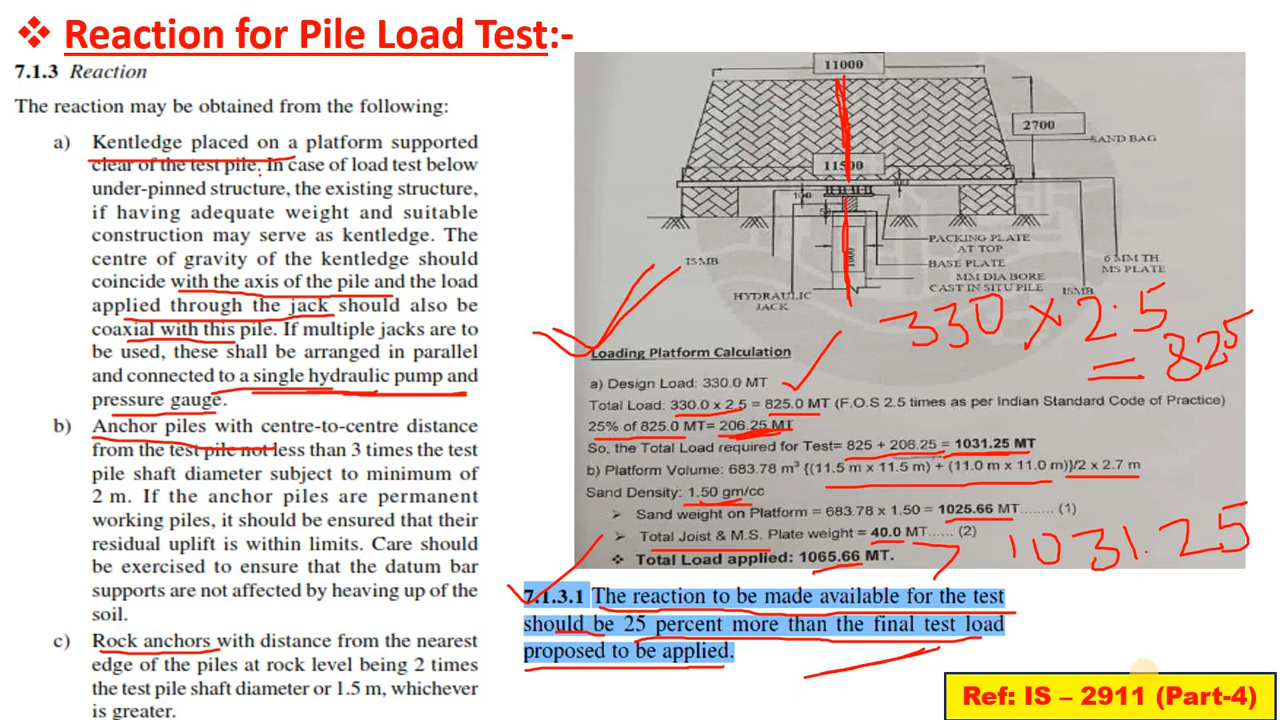 ❖ Reaction for Pile Load Test:-
7.1.3 Reaction
The reaction may be obtained from the following:
a) Kentledge placed on a platform supported
clear of the test pile. In case of load test below
under-pinned structure, the existing structure,
if having adequate weight and suitable
construction may serve as kentledge. The
centre of gravity of the kentledge should
coincide with the axis of the pile and the load
applied through the jack should also be
coaxial with this pile. If multiple jacks are to
be used, these shall be arranged in parallel
and connected to a single hydraulic pump and
pressure gauge.
b) Anchor piles with centre-to-centre distance
from the test pile not less than 3 times the test
pile shaft diameter subject to minimum of
2 m. If the anchor piles are permanent
working piles, it should be ensured that their
residual uplift is within limits. Care should
be exercised to ensure that the datum bar
supports are not affected by heaving up of the
soil.
c) Rock anchors with distance from the nearest
edge of the piles at rock level being 2 times
the test pile shaft diameter or 1.5 m, whichever
is greater.
11000
2700
SAND BAG
11500
100
PACKING PLATE
AT TOP
BASE PLATE
MM DIA BORE
CAST IN SITU PILE
1000
ISMB
HYDRAULIC
JACK
ISMB
6 MM TH
MS PLATE
330 × 2.5
= 825
Loading Platform Calculation
a) Design Load: 330.0 MT
Total Load: 330.0 x 2.5 = 825.0 MT (F.O.S 2.5 times as per Indian Standard Code of Practice)
25% of 825.0 MT= 206.25 MT
So, the Total Load required for Test= 825 + 206.25 = 1031.25 MT
b) Platform Volume: 683.78 m³ {(11.5 m x 11.5 m) + (11.0 m x 11.0 m)}/2 x 2.7 m
Sand Density: 1.50 gm/cc
➢ Sand weight on Platform = 683.78 x 1.50 = 1025.66 MT........ (1)
➢ Total Joist & M.S. Plate weight = 40.0 MT...... (2)
❖ Total Load applied: 1065.66 MT.
> 1031.25
7.1.3.1 The reaction to be made available for the test
should be 25 percent more than the final test load
proposed to be applied.
Ref: IS – 2911 (Part-4)